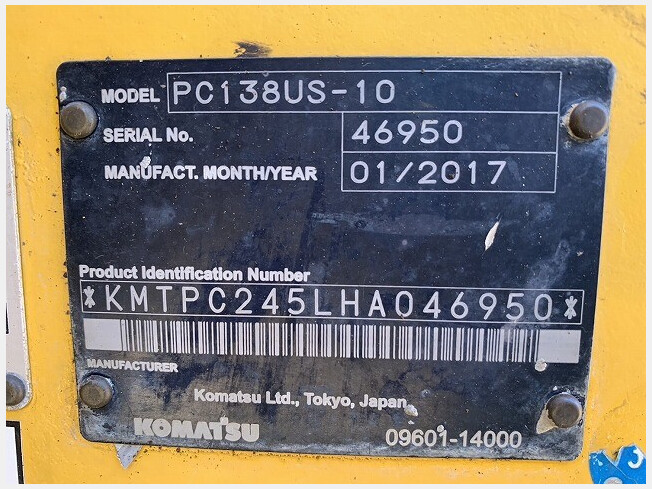 MODEL PC138US-10
SERIAL No. 46950
MANUFACT. MONTH/YEAR 01/2017
Product Identification Number
*KMTPC245LHA046950*
MANUFACTURER
Komatsu Ltd., Tokyo, Japan
KOMATSU
09601-14000